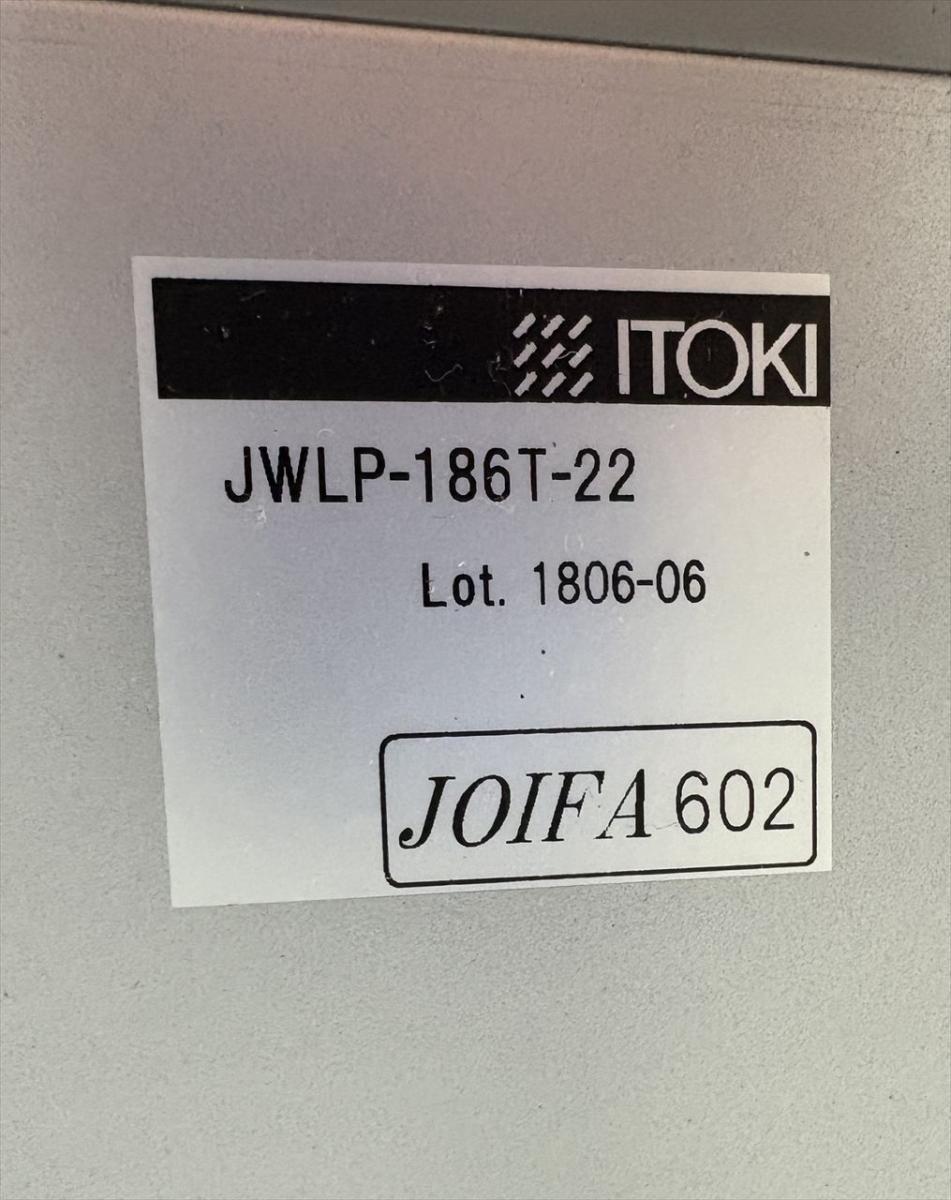 ITOKI
JWLP-186T-22
Lot. 1806-06
JOIFA 602